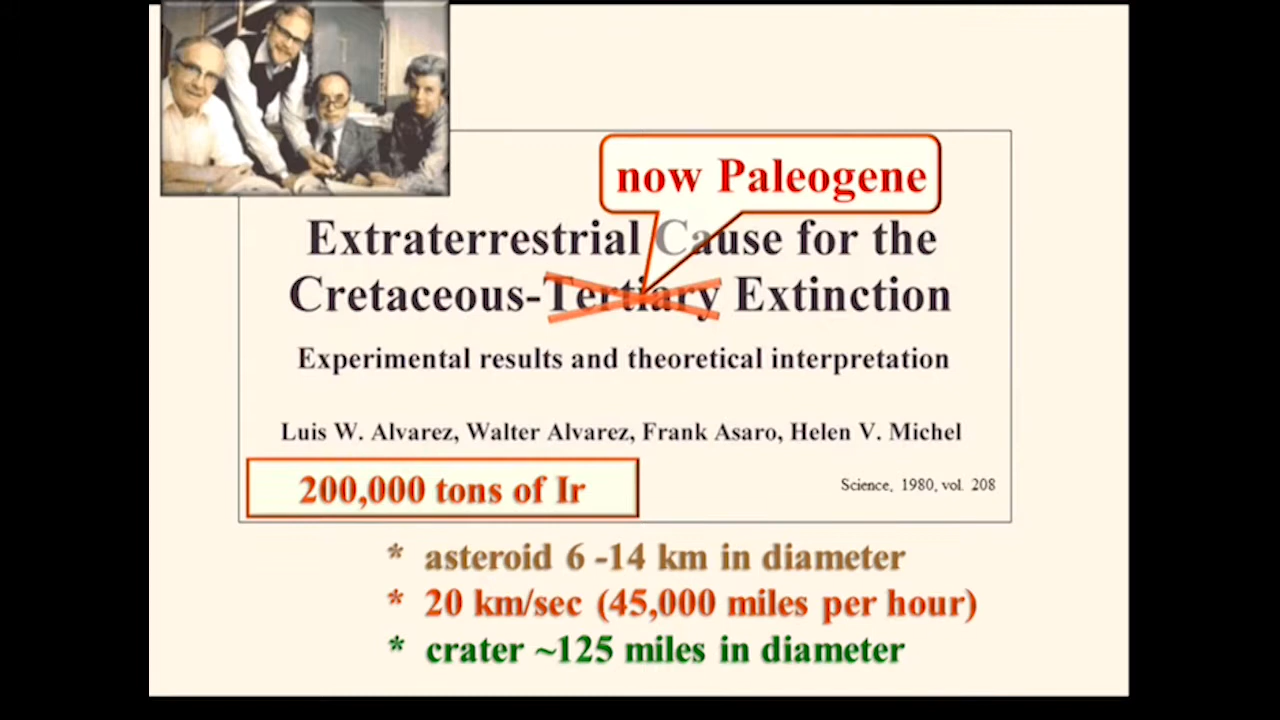 now Paleogene
Extraterrestrial Cause for the
Cretaceous-Tertiary Extinction
Experimental results and theoretical interpretation
Luis W. Alvarez, Walter Alvarez, Frank Asaro, Helen V. Michel
200,000 tons of Ir
Science, 1980, vol. 208
* asteroid 6 -14 km in diameter
* 20 km/sec (45,000 miles per hour)
* crater ~125 miles in diameter